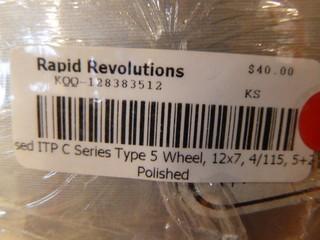 Rapid Revolutions $40.00
KQQ-128383512 KS
sed ITP C Series Type 5 Wheel, 12x7, 4/115, 5+2
Polished